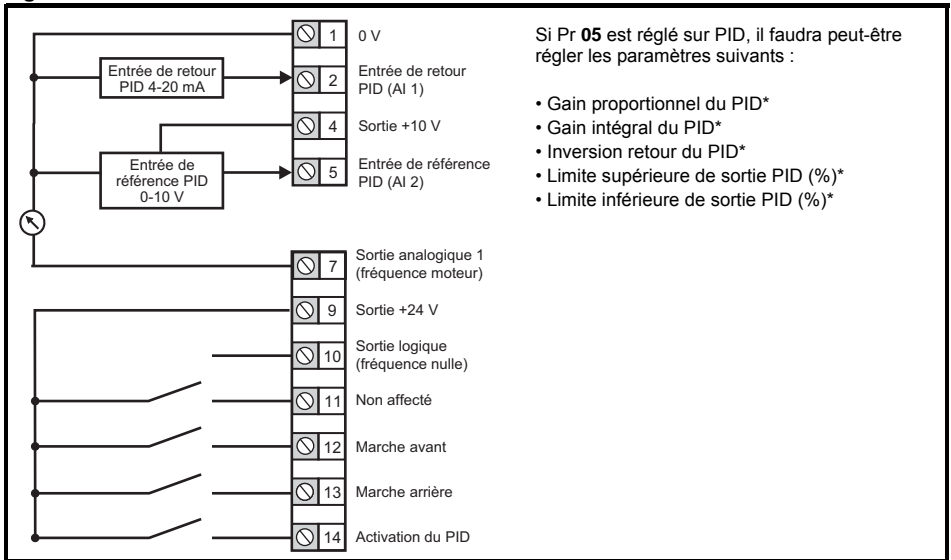 1 0 V
Entrée de retour
PID 4-20 mA
2 Entrée de retour
PID (AI 1)
4 Sortie +10 V
Entrée de
référence PID
0-10 V
5 Entrée de référence
PID (AI 2)
7 Sortie analogique 1
(fréquence moteur)
9 Sortie +24 V
10 Sortie logique
(fréquence nulle)
11 Non affecté
12 Marche avant
13 Marche arrière
14 Activation du PID
Si Pr 05 est réglé sur PID, il faudra peut-être
régler les paramètres suivants :
• Gain proportionnel du PID*
• Gain intégral du PID*
• Inversion retour du PID*
• Limite supérieure de sortie PID (%)*
• Limite inférieure de sortie PID (%)*